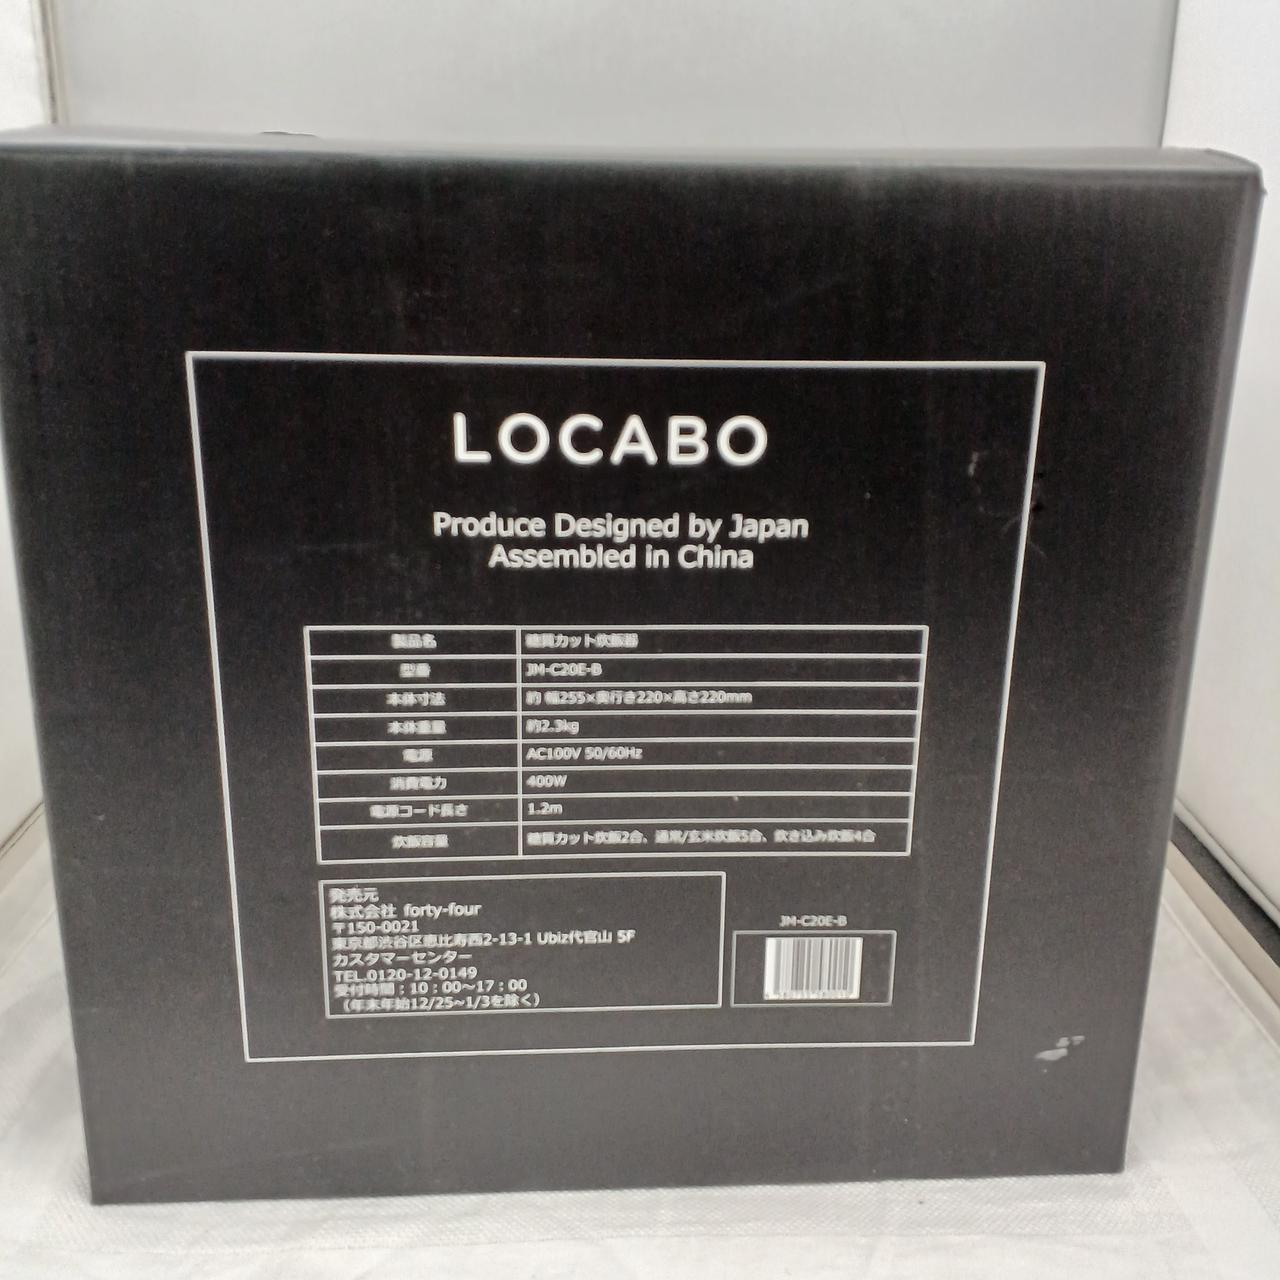 LOCABO
Produce Designed by Japan
Assembled in China
製品名 糖質カット炊飯器
型番 JM-C20E-B
本体寸法 約 幅255×奥行き220×高さ220mm
本体重量 約2.3kg
電源 AC100V 50/60Hz
消費電力 400W
電源コード長さ 1.2m
炊飯容量 糖質カット炊飯2合、通常/玄米炊飯5合、炊き込み炊飯4合
発売元
株式会社 forty-four
〒150-0021
東京都渋谷区恵比寿西2-13-1 Ubiz代官山 5F
カスタマーセンター
TEL.0120-12-0149
受付時間：10：00～17：00
（年末年始12/25~1/3を除く）
JM-C20E-B